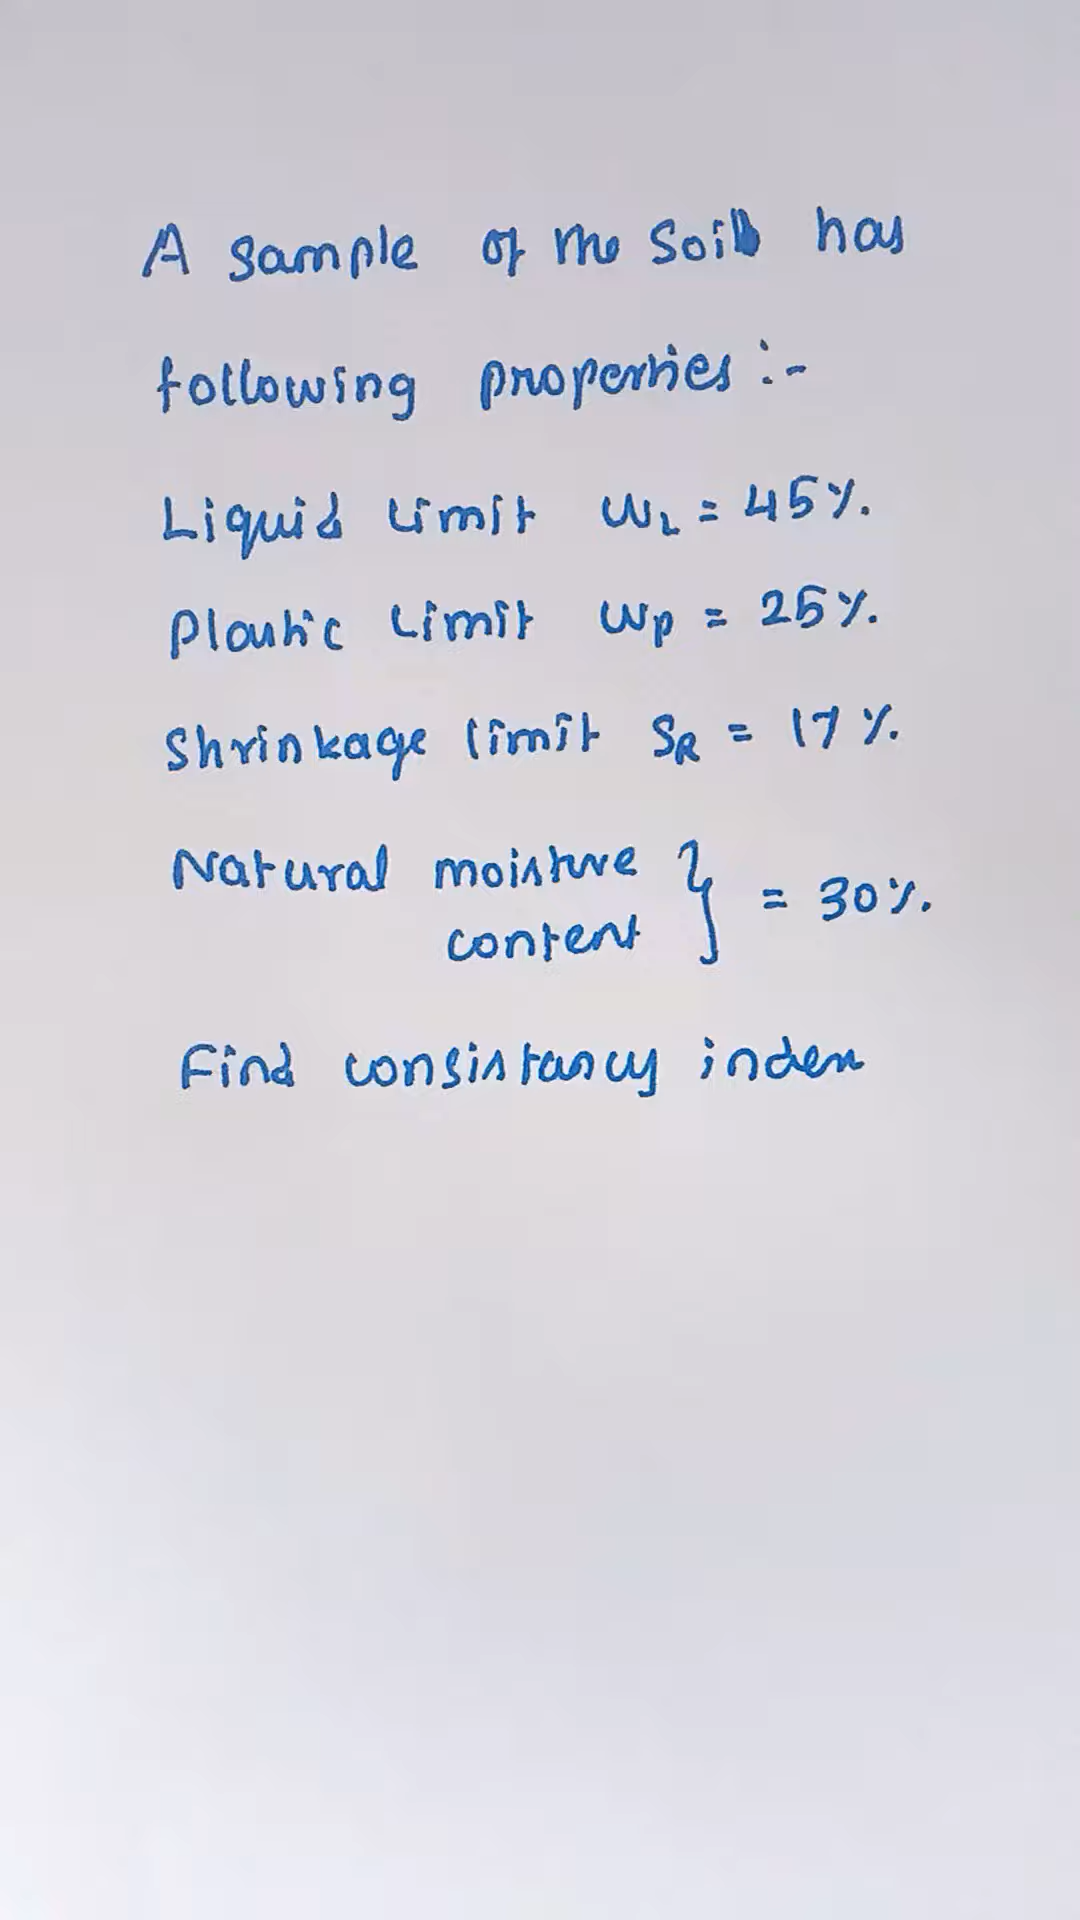 A sample of the Soil has
following properties :-
Liquid Limit WL = 45%.
Plastic Limit Wp = 25%.
Shrinkage limit SR = 17%.
Natural moisture
content } = 30%.
Find consistancy index